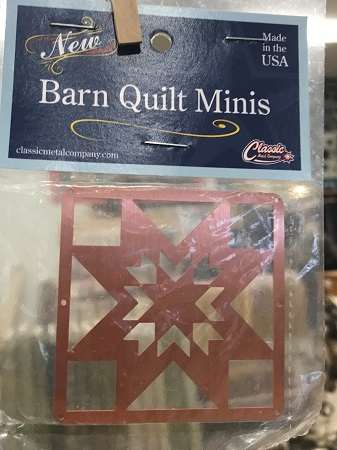 New
Made
in the
USA
Barn Quilt Minis
classicmetalcompany.com
Classic
Metal Company